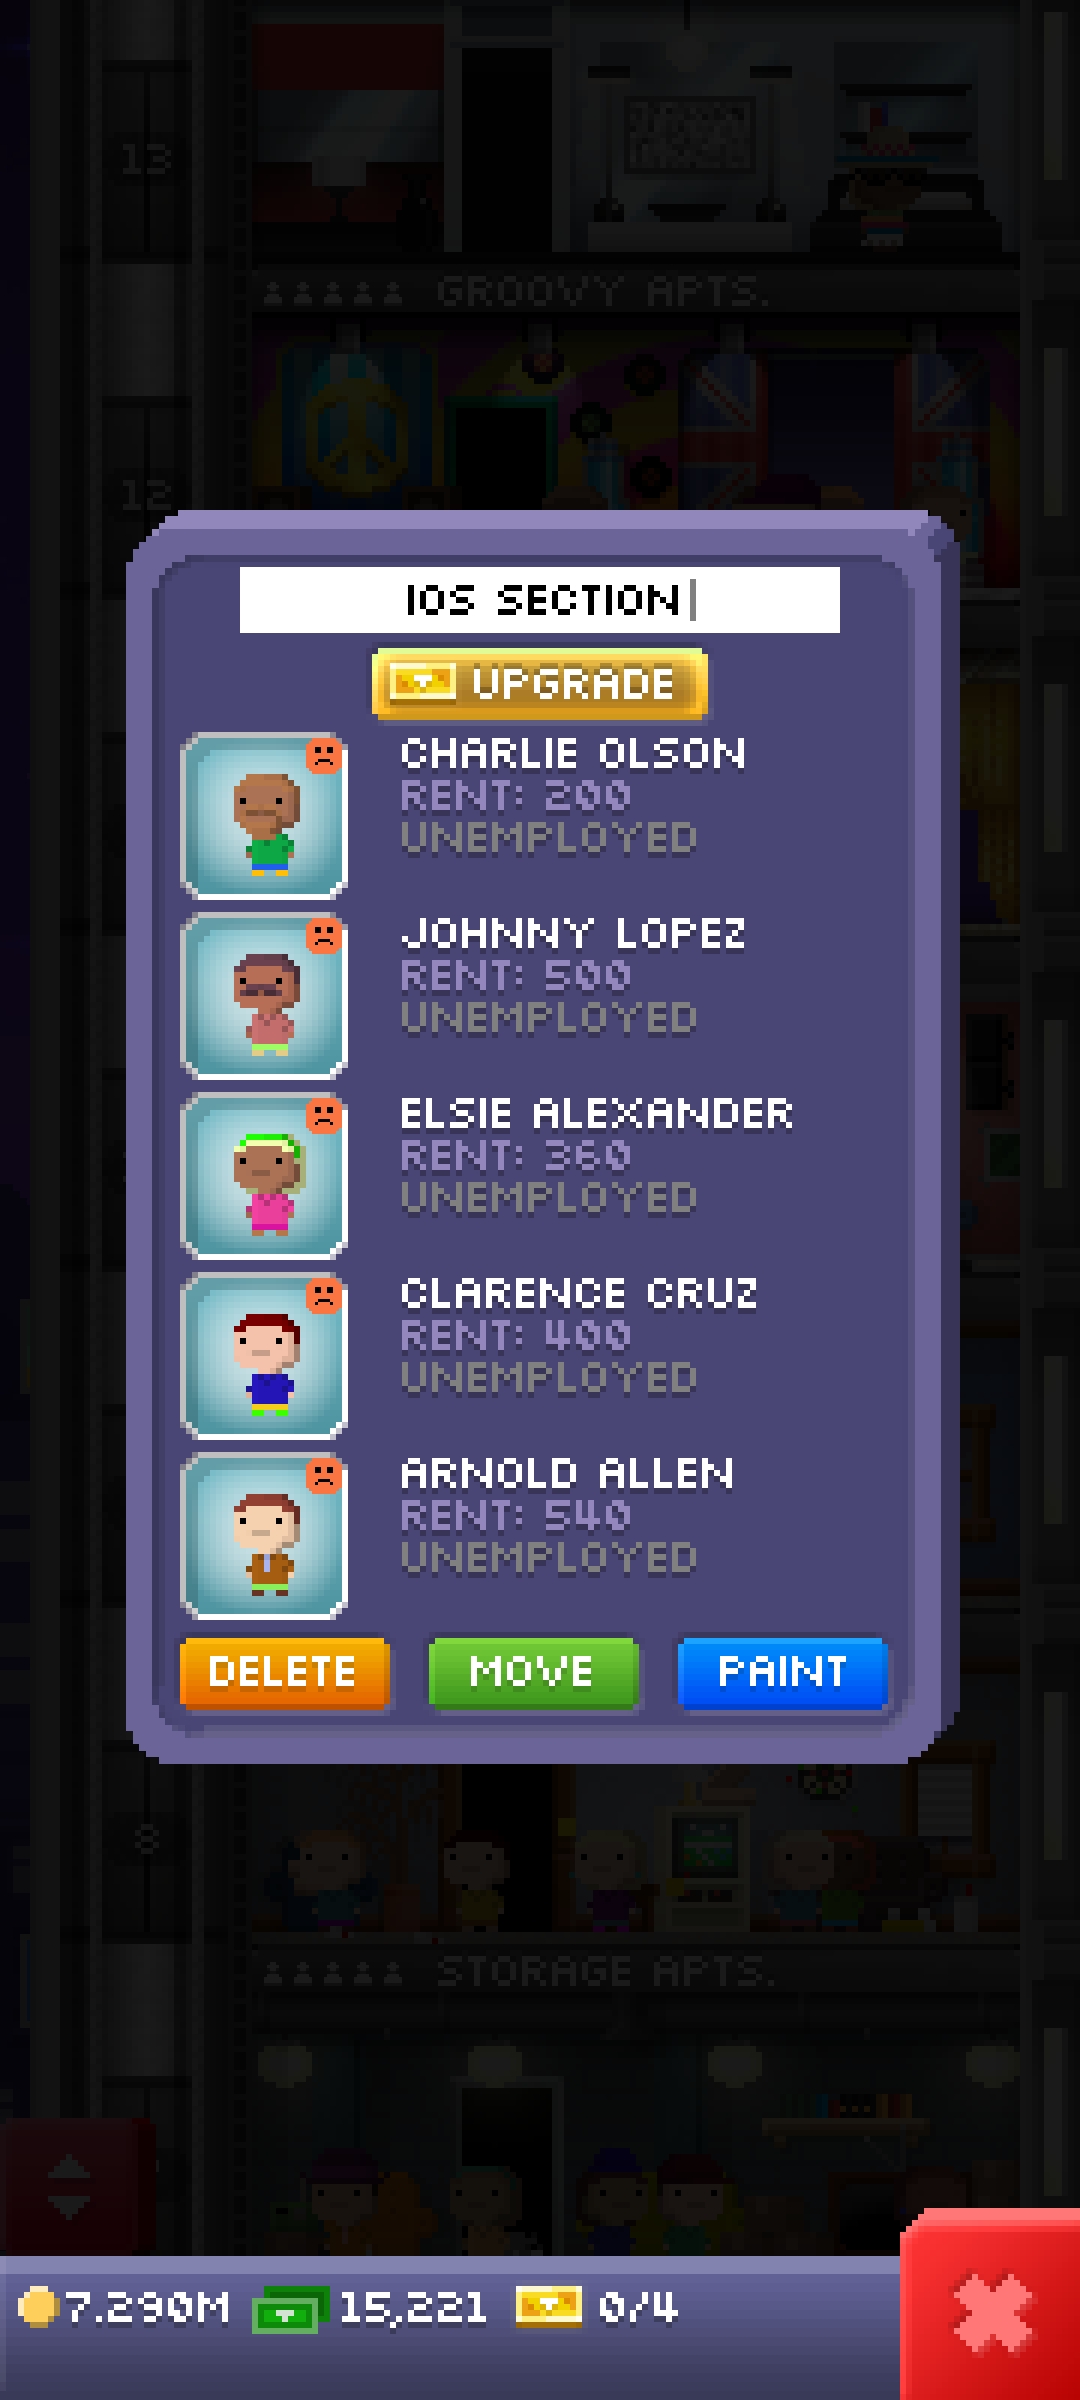 13
GROOVY APTS.
12
IOS SECTION
UPGRADE
CHARLIE OLSON
RENT: 200
UNEMPLOYED
JOHNNY LOPEZ
RENT: 500
UNEMPLOYED
ELSIE ALEXANDER
RENT: 360
UNEMPLOYED
CLARENCE CRUZ
RENT: 400
UNEMPLOYED
ARNOLD ALLEN
RENT: 540
UNEMPLOYED
DELETE MOVE PAINT
8
STORAGE APTS.
7.290M 15,221 0/4